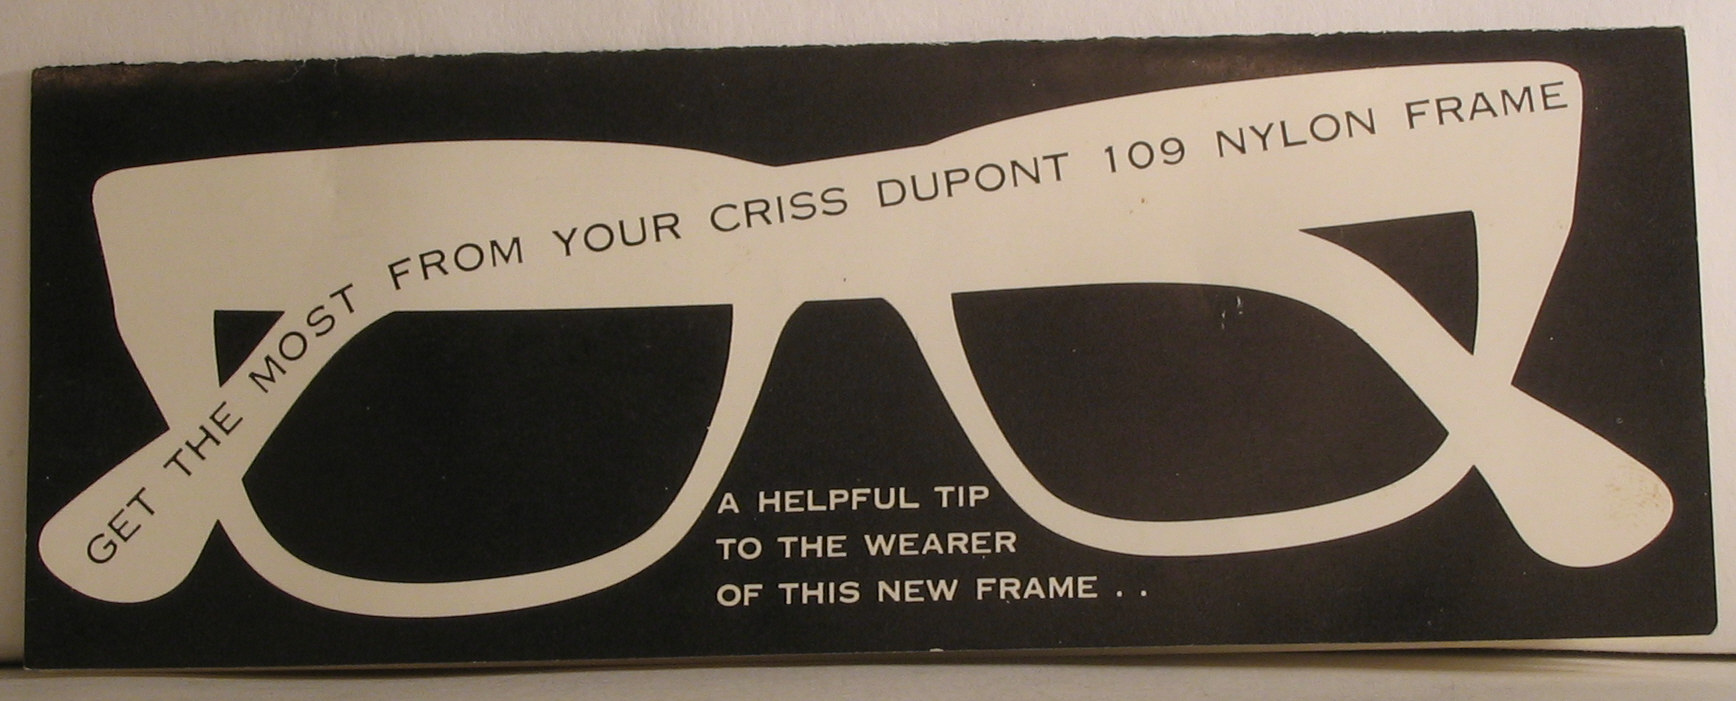 GET THE MOST FROM YOUR CRISS DUPONT 109 NYLON FRAME
A HELPFUL TIP
TO THE WEARER
OF THIS NEW FRAME . .